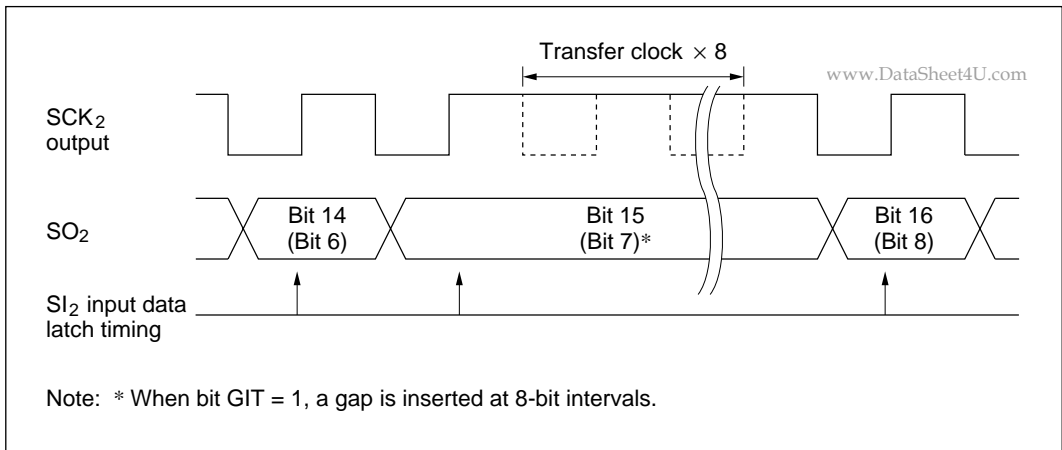 Transfer clock × 8
www.DataSheet4U.com
SCK₂
output
SO₂
Bit 14
(Bit 6)
Bit 15
(Bit 7)*
Bit 16
(Bit 8)
SI₂ input data
latch timing
Note: * When bit GIT = 1, a gap is inserted at 8-bit intervals.